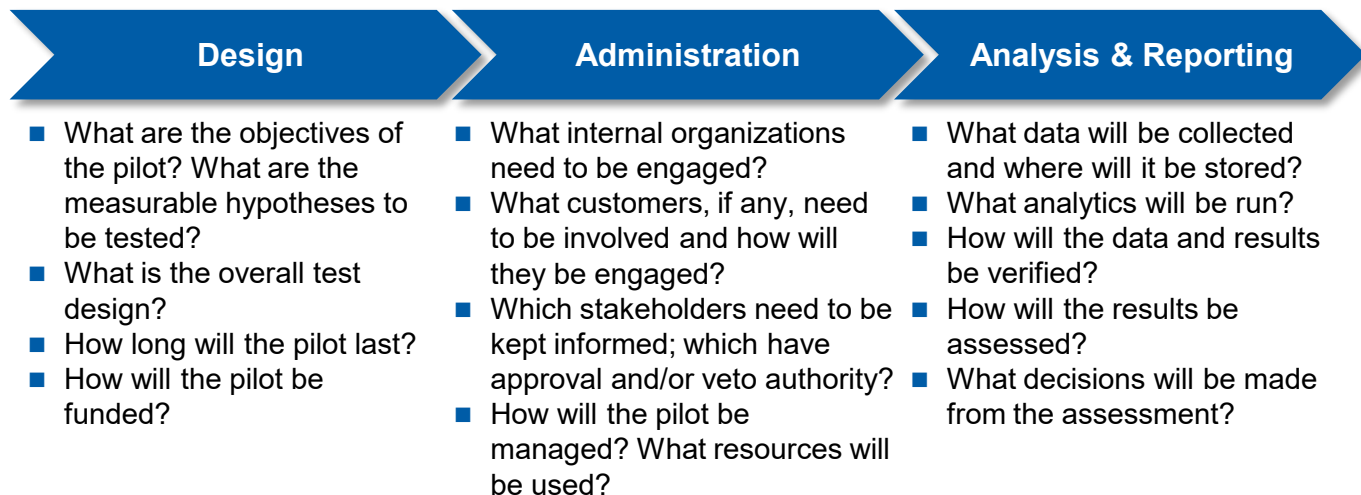 Design
■ What are the objectives of
the pilot? What are the
measurable hypotheses to
be tested?
■ What is the overall test
design?
■ How long will the pilot last?
■ How will the pilot be
funded?
Administration
■ What internal organizations
need to be engaged?
■ What customers, if any, need
to be involved and how will
they be engaged?
■ Which stakeholders need to be
kept informed; which have
approval and/or veto authority?
■ How will the pilot be
managed? What resources will
be used?
Analysis & Reporting
■ What data will be collected
and where will it be stored?
■ What analytics will be run?
■ How will the data and results
be verified?
■ How will the results be
assessed?
■ What decisions will be made
from the assessment?